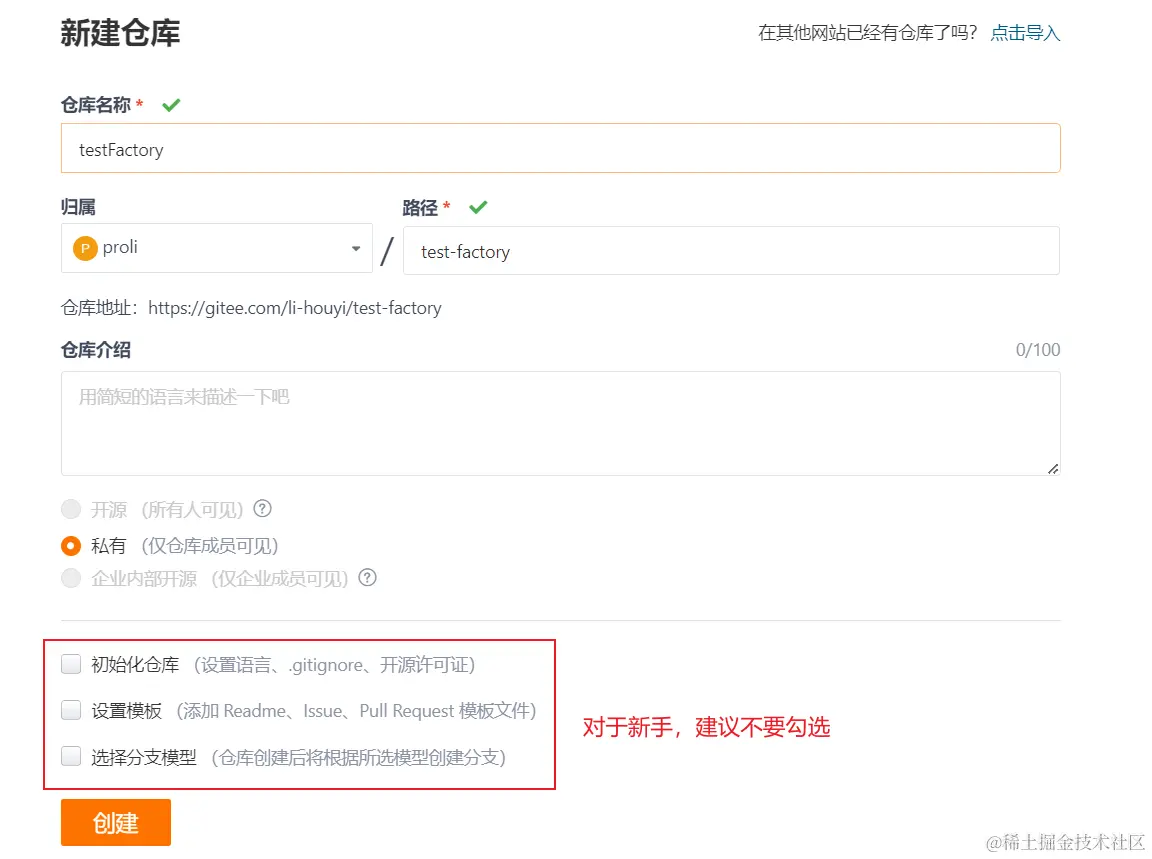 新建仓库
在其他网站已经有仓库了吗? 点击导入
仓库名称 *
testFactory
归属
路径 *
P proli
/
test-factory
仓库地址：https://gitee.com/li-houyi/test-factory
仓库介绍
0/100
用简短的语言来描述一下吧
开源 （所有人可见） ?
私有 （仅仓库成员可见）
企业内部开源 （仅企业成员可见） ?
初始化仓库 （设置语言、.gitignore、开源许可证）
设置模板 （添加 Readme、Issue、Pull Request 模板文件）
对于新手，建议不要勾选
选择分支模型 （仓库创建后将根据所选模型创建分支）
创建
@稀土掘金技术社区